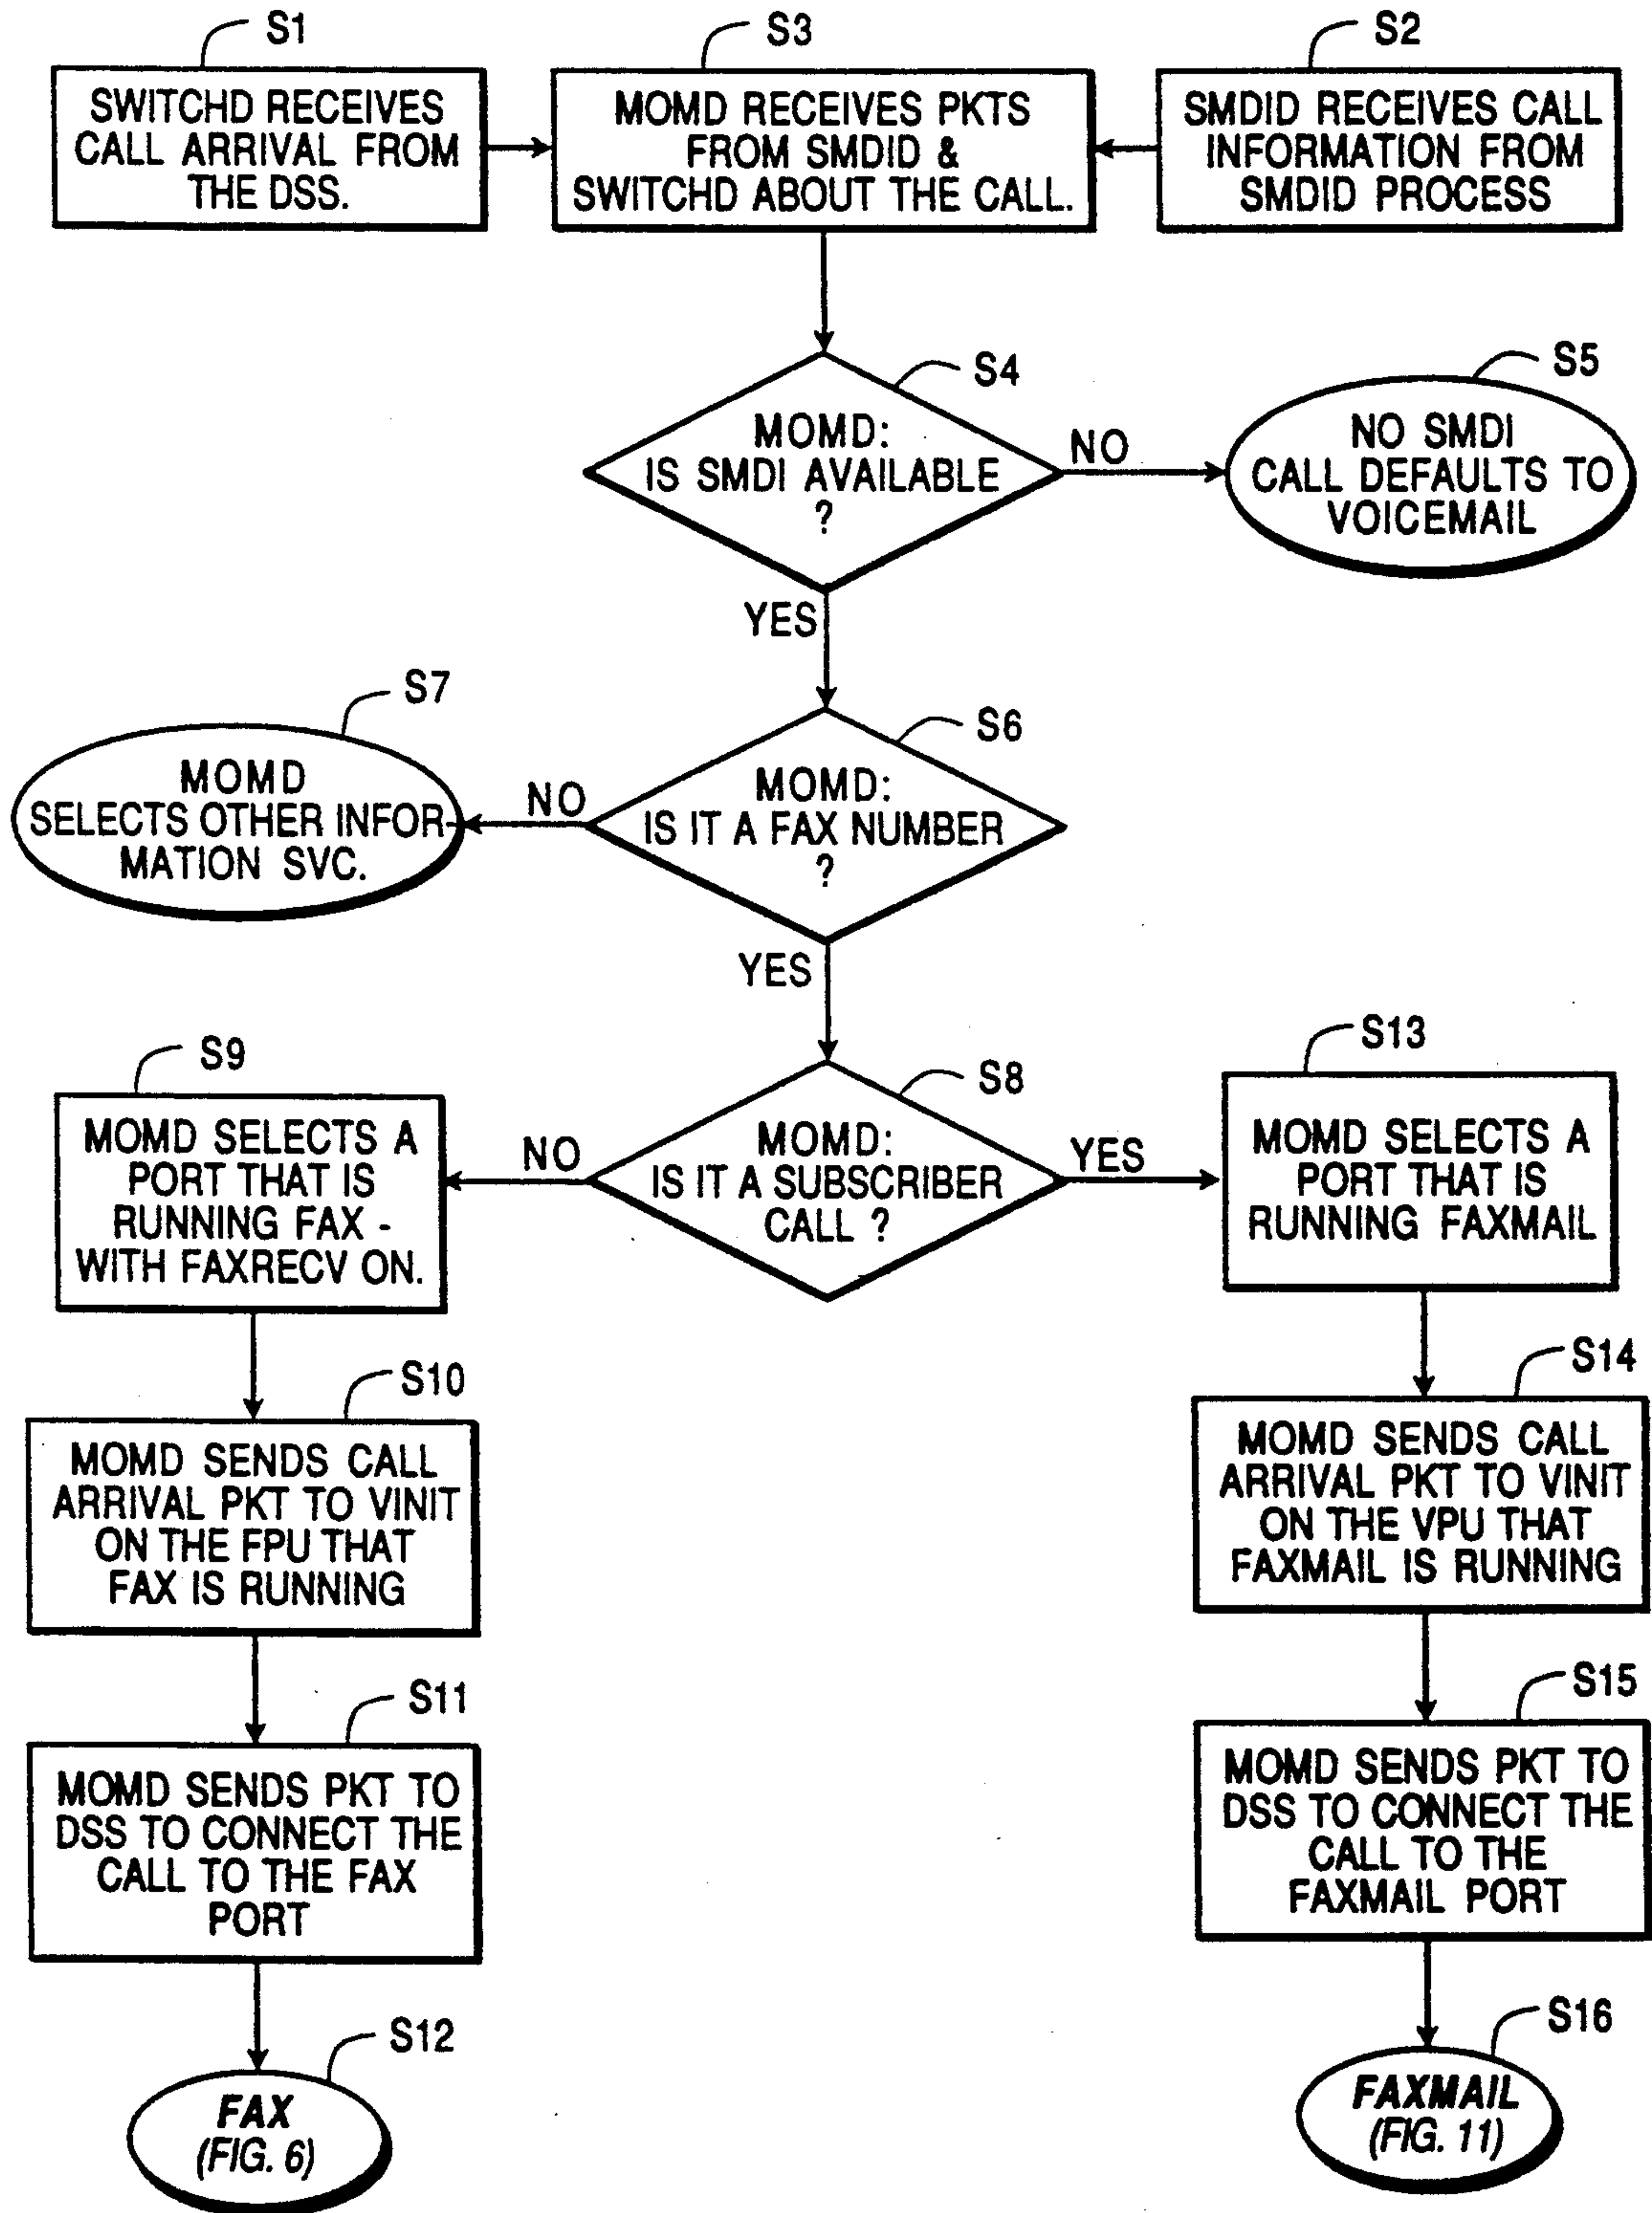 S1
SWITCHD RECEIVES
CALL ARRIVAL FROM
THE DSS.
S3
MOMD RECEIVES PKTS
FROM SMDID &
SWITCHD ABOUT THE CALL.
S2
SMDID RECEIVES CALL
INFORMATION FROM
SMDID PROCESS
S4
MOMD:
IS SMDI AVAILABLE
?
NO
S5
NO SMDI
CALL DEFAULTS TO
VOICEMAIL
YES
S6
MOMD:
IS IT A FAX NUMBER
?
NO
S7
MOMD
SELECTS OTHER INFOR-
MATION SVC.
YES
S8
MOMD:
IS IT A SUBSCRIBER
CALL ?
NO
S9
MOMD SELECTS A
PORT THAT IS
RUNNING FAX -
WITH FAXRECV ON.
S10
MOMD SENDS CALL
ARRIVAL PKT TO VINIT
ON THE FPU THAT
FAX IS RUNNING
S11
MOMD SENDS PKT TO
DSS TO CONNECT THE
CALL TO THE FAX
PORT
S12
FAX
(FIG. 6)
YES
S13
MOMD SELECTS A
PORT THAT IS
RUNNING FAXMAIL
S14
MOMD SENDS CALL
ARRIVAL PKT TO VINIT
ON THE VPU THAT
FAXMAIL IS RUNNING
S15
MOMD SENDS PKT TO
DSS TO CONNECT THE
CALL TO THE
FAXMAIL PORT
S16
FAXMAIL
(FIG. 11)